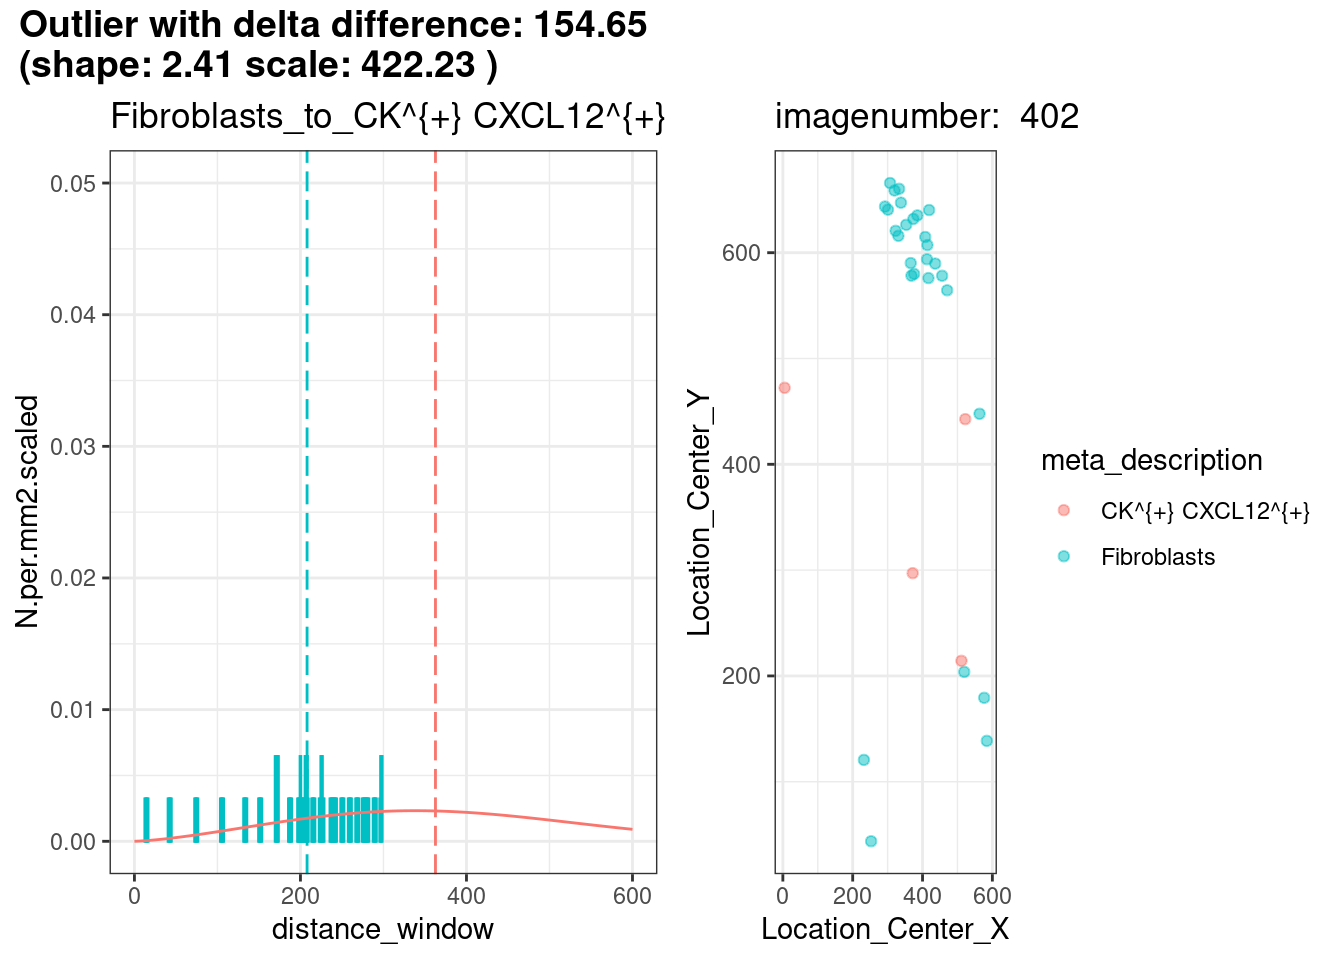 Outlier with delta difference: 154.65
(shape: 2.41 scale: 422.23 )
Fibroblasts_to_CK^{+} CXCL12^{+}
N.per.mm2.scaled
0.05
0.04
0.03
0.02
0.01
0.00
0 200 400 600
distance_window
imagenumber: 402
Location_Center_Y
600
400
200
0 200 400 600
Location_Center_X
meta_description
CK^{+} CXCL12^{+}
Fibroblasts